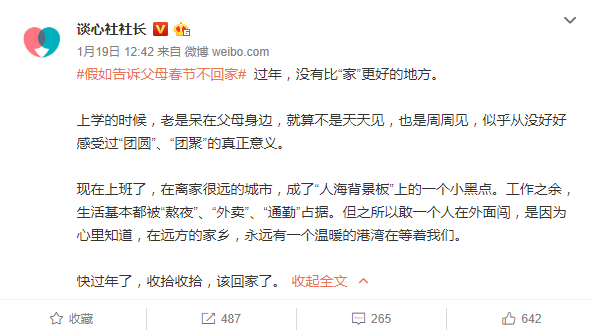 谈心社社长
1月19日 12:42 来自 微博 weibo.com
#假如告诉父母春节不回家# 过年，没有比“家”更好的地方。
上学的时候，老是呆在父母身边，就算不是天天见，也是周周见，似乎从没好好
感受过“团圆”、“团聚”的真正意义。
现在上班了，在离家很远的城市，成了“人海背景板”上的一个小黑点。工作之余，
生活基本都被“熬夜”、“外卖”、“通勤”占据。但之所以敢一个人在外面闯，是因为
心里知道，在远方的家乡，永远有一个温暖的港湾在等着我们。
快过年了，收拾收拾，该回家了。 收起全文
收藏 487 265 642